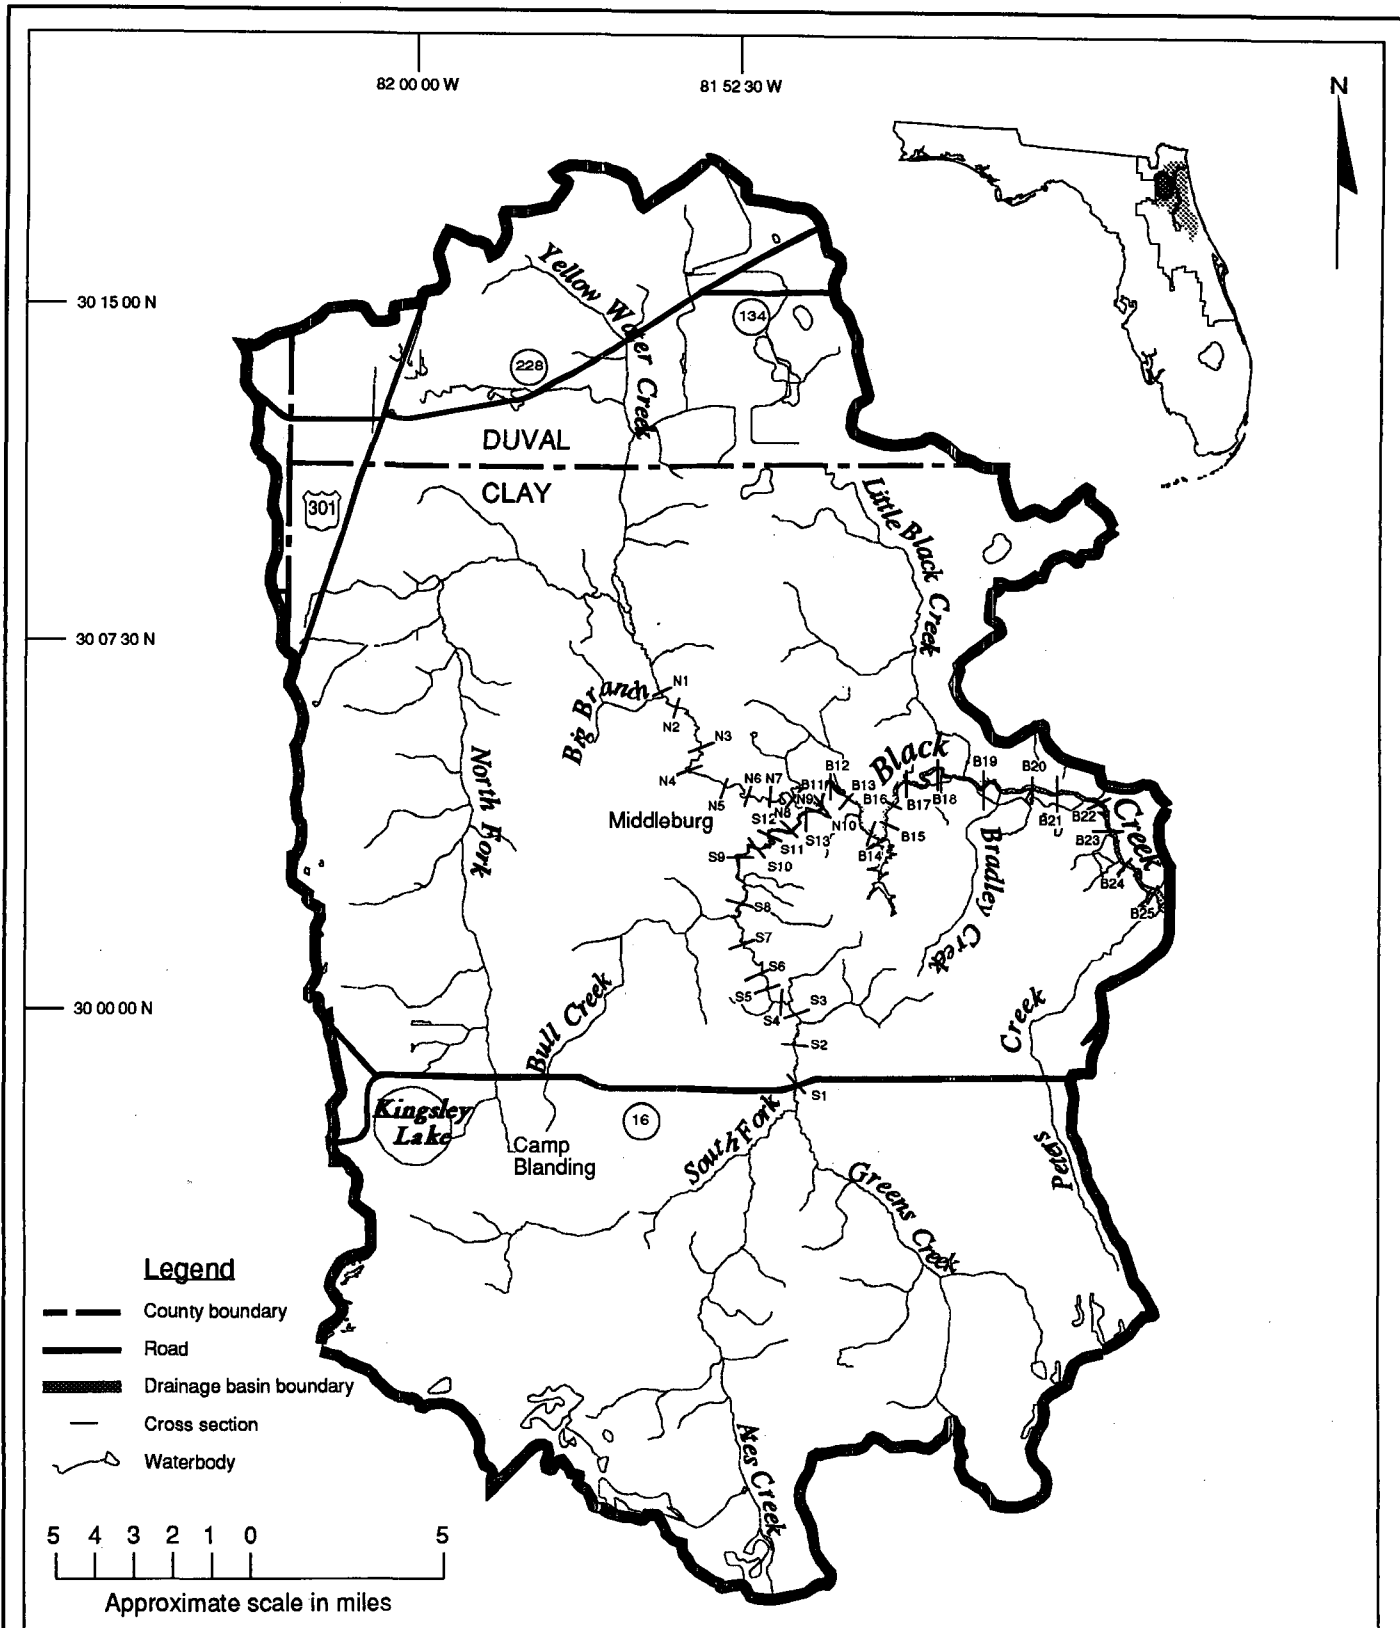 82 00 00 W
81 52 30 W
N
Yellow Water Creek
30 15 00 N
134
228
DUVAL
CLAY
301
Little Black Creek
30 07 30 N
Big Branch
N1
N2
N3
N4
N5
N6
N7
N8
N9
N10
North Fork
Middleburg
Black
Creek
B11
B12
B13
B14
B15
B16
B17
B18
B19
B20
B21
B22
B23
B24
B25
S13
S12
S11
S10
S9
S8
S7
S6
S5
S4
S3
S2
S1
Bradley Creek
30 00 00 N
Bull Creek
Creek
Peters
Kingsley
Lake
16
Camp
Blanding
South Fork
Greens Creek
Ates Creek
Legend
County boundary
Road
Drainage basin boundary
Cross section
Waterbody
5 4 3 2 1 0 5
Approximate scale in miles